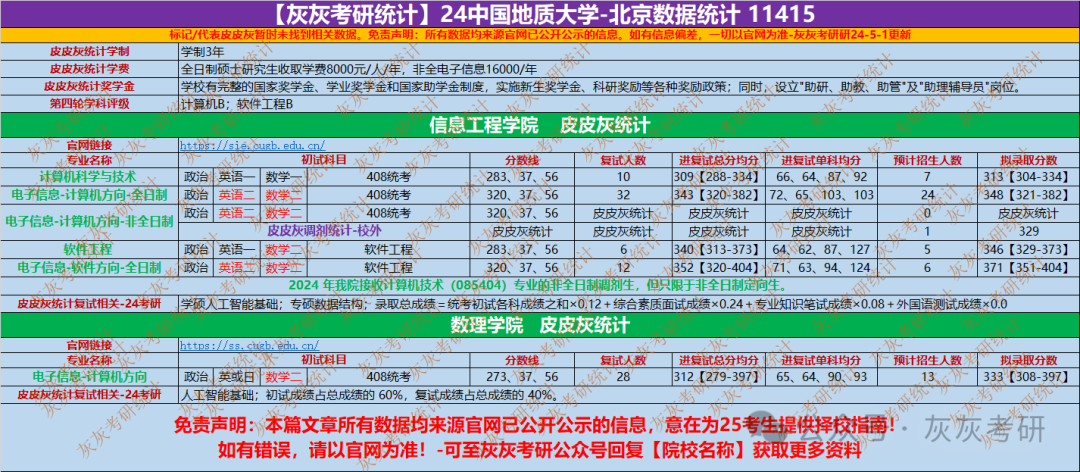 【灰灰考研统计】24中国地质大学-北京数据统计 11415
标记/代表皮皮灰暂时未找到相关数据。免责声明：所有数据均来源官网已公开公示的信息。如有信息偏差，一切以官网为准-灰灰考研研24-5-1更新
皮皮灰统计学制 学制3年
皮皮灰统计学费 全日制硕士研究生收取学费8000元/人/年，非全电子信息16000/年
皮皮灰统计奖学金 学校有完整的国家奖学金、学业奖学金和国家助学金制度，实施新生奖学金、科研奖励等各种奖励政策；同时，设立"助研、助教、助管"及"助理辅导员"岗位。
第四轮学科评级 计算机B；软件工程B
信息工程学院 皮皮灰统计
官网链接 https://sie.cugb.edu.cn/
专业名称 初试科目 分数线 复试人数 进复试总分均分 进复试单科均分 预计招生人数 拟录取分数
计算机科学与技术 政治 英语一 数学一 408统考 283、37、56 10 309【288-334】 66、64、87、92 7 313【304-334】
电子信息-计算机方向-全日制 政治 英语二 数学二 408统考 320、37、56 32 343【320-382】 72、65、103、103 24 348【321-382】
电子信息-计算机方向-非全日制 政治 英语二 数学二 408统考 320、37、56 皮皮灰统计 皮皮灰统计 皮皮灰统计 0 皮皮灰统计
皮皮灰调剂统计-校外 皮皮灰统计 皮皮灰统计 皮皮灰统计 皮皮灰统计 1 329
软件工程 政治 英语一 数学二 软件工程 283、37、56 6 340【313-373】 64、62、87、127 5 346【329-373】
电子信息-软件方向-全日制 政治 英语二 数学二 软件工程 320、37、56 12 352【320-404】 71、63、94、124 6 371【351-404】
2024 年我院接收计算机技术（085404）专业的非全日制调剂生，但只限于非全日制定向生。
皮皮灰统计复试相关-24考研 学硕人工智能基础；专硕数据结构；录取总成绩＝统考初试各科成绩之和×0.12＋综合素质面试成绩×0.24＋专业知识笔试成绩×0.08＋外国语测试成绩×0.0
数理学院 皮皮灰统计
官网链接 https://ss.cugb.edu.cn/
专业名称 初试科目 分数线 复试人数 进复试总分均分 进复试单科均分 预计招生人数 拟录取分数
电子信息-计算机方向 政治 英或日 数学二 408统考 273、37、56 28 312【279-397】 65、64、90、93 13 333【308-397】
皮皮灰统计复试相关-24考研 人工智能基础；初试成绩占总成绩的 60%，复试成绩占总成绩的 40%。
免责声明：本篇文章所有数据均来源官网已公开公示的信息，意在为25考生提供择校指南！
如有错误，请以官网为准！-可至灰灰考研公众号回复【院校名称】获取更多资料
公众号 · 灰灰考研